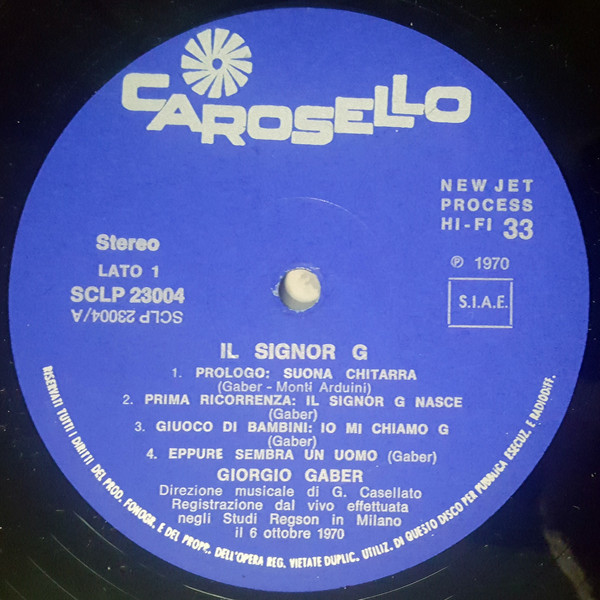 CAROSELLO
NEW JET
PROCESS
HI-FI 33
Stereo
LATO 1
SCLP 23004
SCLP 23004/A
℗ 1970
S.I.A.E.
IL SIGNOR G
1. PROLOGO: SUONA CHITARRA
(Gaber - Monti Arduini)
2. PRIMA RICORRENZA: IL SIGNOR G NASCE
(Gaber)
3. GIUOCO DI BAMBINI: IO MI CHIAMO G
(Gaber)
4. EPPURE SEMBRA UN UOMO (Gaber)
GIORGIO GABER
Direzione musicale di G. Casellato
Registrazione dal vivo effettuata
negli Studi Regson in Milano
il 6 ottobre 1970
RISERVATI TUTTI I DIRITTI DEL PROD. FONOGR. E DEL PROPR. DELL'OPERA REG. VIETATE DUPLIC. UTILIZ. DI QUESTO DISCO PER PUBBLICA ESECUZ. E RADIODIFF.